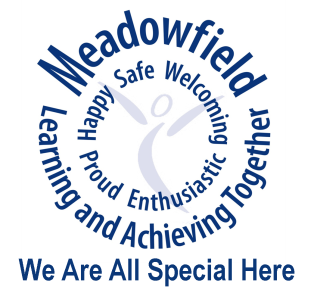 Meadowfield
Happy Safe Welcoming
Proud Enthusiastic
Learning and Achieving Together
We Are All Special Here